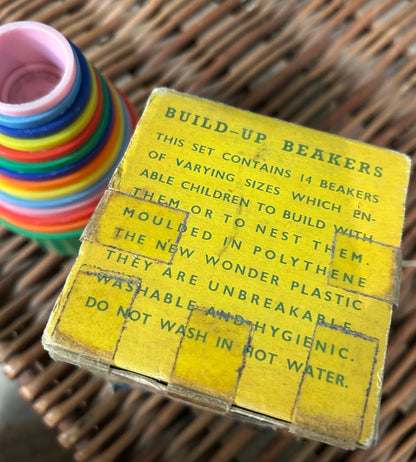 BUILD-UP BEAKERS
THIS SET CONTAINS 14 BEAKERS
OF VARYING SIZES WHICH EN-
ABLE CHILDREN TO BUILD WITH
THEM OR TO NEST THEM.
MOULDED IN POLYTHENE
THE NEW WONDER PLASTIC
THEY ARE UNBREAKABLE,
WASHABLE AND HYGIENIC.
DO NOT WASH IN HOT WATER.